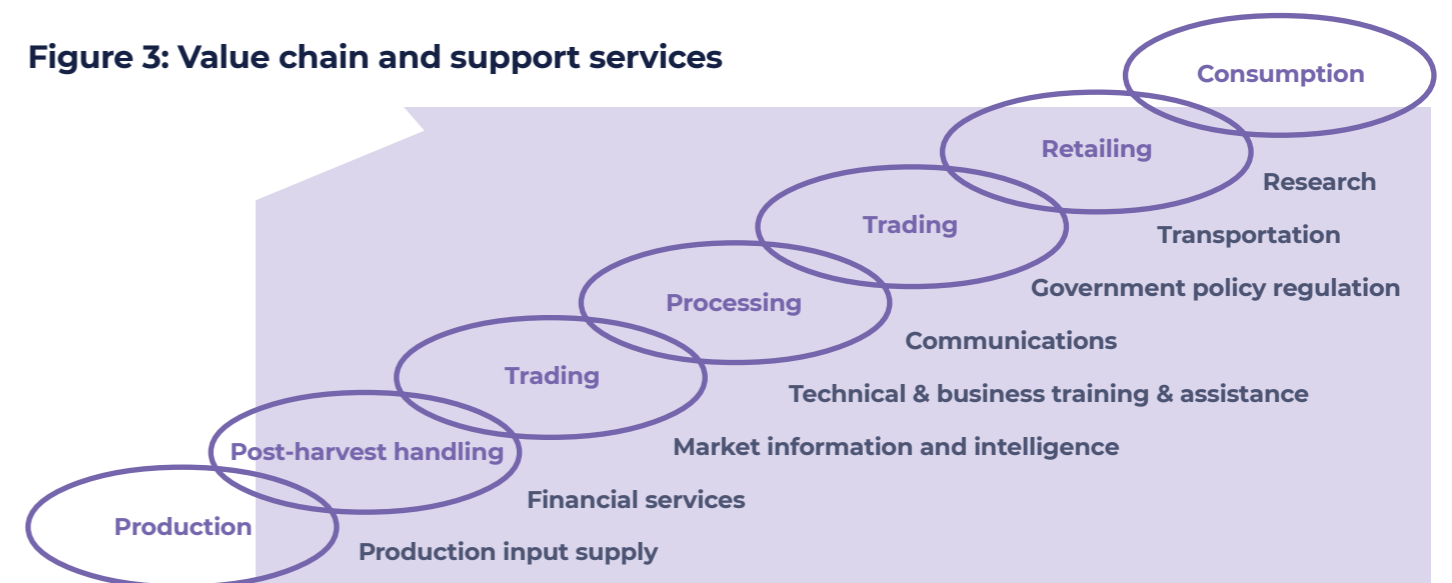 Figure 3: Value chain and support services
Consumption
Retailing
Research
Trading
Transportation
Government policy regulation
Processing
Communications
Trading
Technical & business training & assistance
Market information and intelligence
Post-harvest handling
Financial services
Production
Production input supply